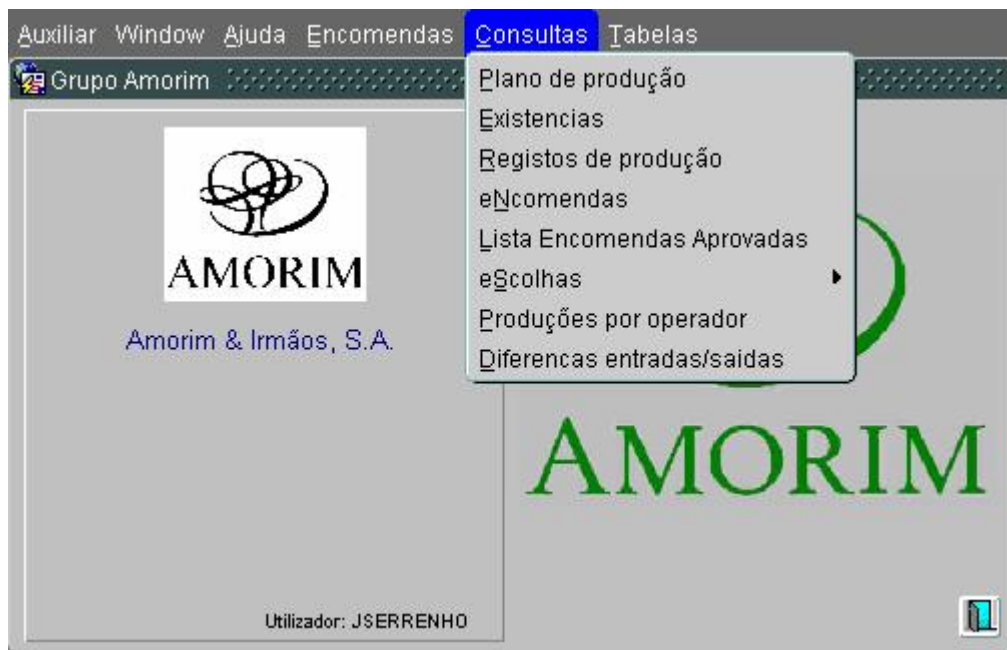 Auxiliar Window Ajuda Encomendas Consultas Tabelas
Grupo Amorim
Plano de produção
Existencias
Registos de produção
eNcomendas
Lista Encomendas Aprovadas
eScolhas
Produções por operador
Diferencas entradas/saidas
AMORIM
Amorim & Irmãos, S.A.
AMORIM
Utilizador: JSERRENHO